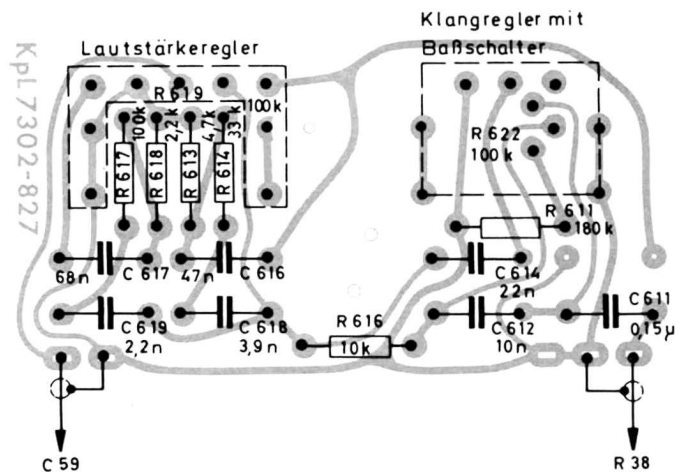 Klangregler mit
Baßschalter
Lautstärkeregler
KpL7302-827
R 619
100k
100k
2,2k
4,7k
33k
R 617
R 618
R 613
R 614
R 622
100 k
R 611
180 k
68n
C 617
47n
C 616
C 614
22n
C 611
0,15µ
C 619
2,2n
C 618
3,9n
R 616
10k
C 612
10n
C 59
R 38